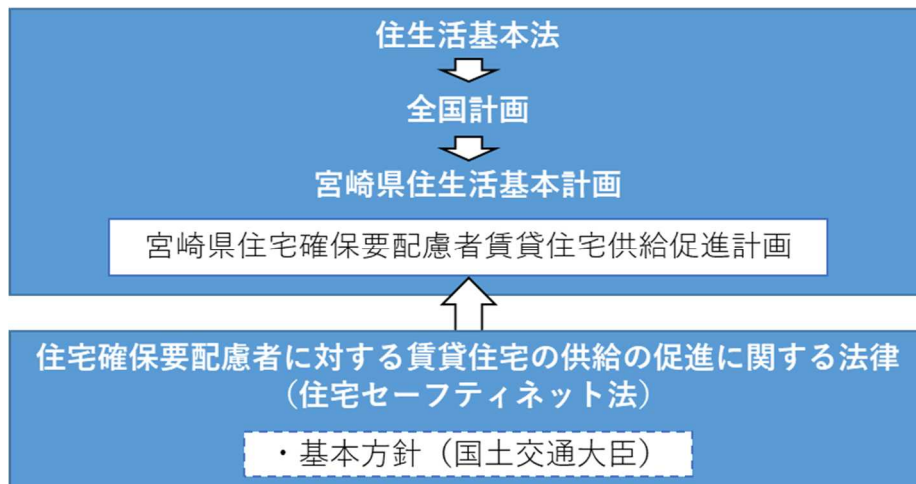 住生活基本法
全国計画
宮崎県住生活基本計画
宮崎県住宅確保要配慮者賃貸住宅供給促進計画
住宅確保要配慮者に対する賃貸住宅の供給の促進に関する法律
（住宅セーフティネット法）
・基本方針（国土交通大臣）